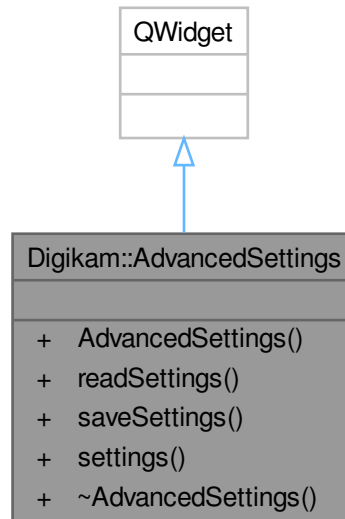 QWidget
Digikam::AdvancedSettings
+ AdvancedSettings()
+ readSettings()
+ saveSettings()
+ settings()
+ ~AdvancedSettings()